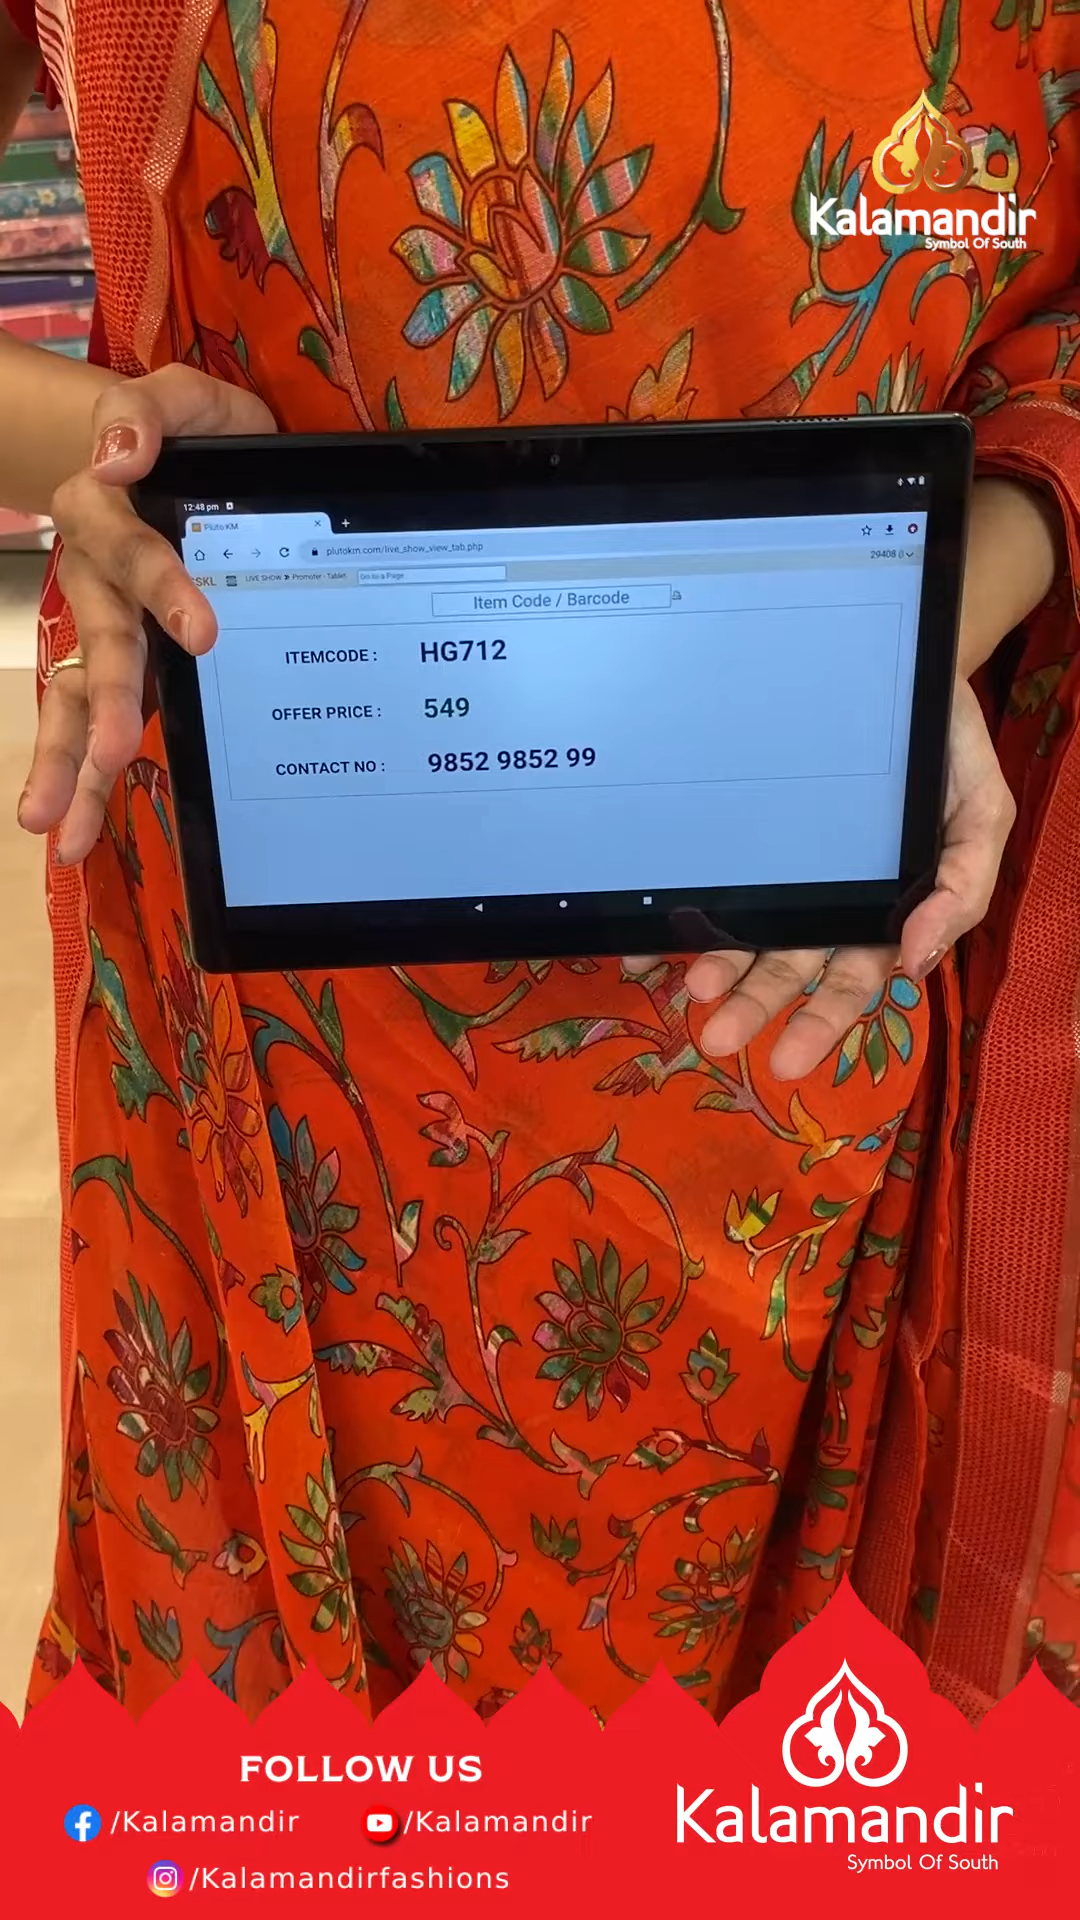 Kalamandir
Symbol Of South
12:48 pm
Pluto KM
plutokm.com/live_show_view_tab.php
29408
SKL
LIVE SHOW
Promoter - Tablet
Go to a Page
Item Code / Barcode
ITEMCODE : HG712
OFFER PRICE : 549
CONTACT NO : 9852 9852 99
FOLLOW US
/Kalamandir
/Kalamandir
/Kalamandirfashions
Kalamandir
Symbol Of South